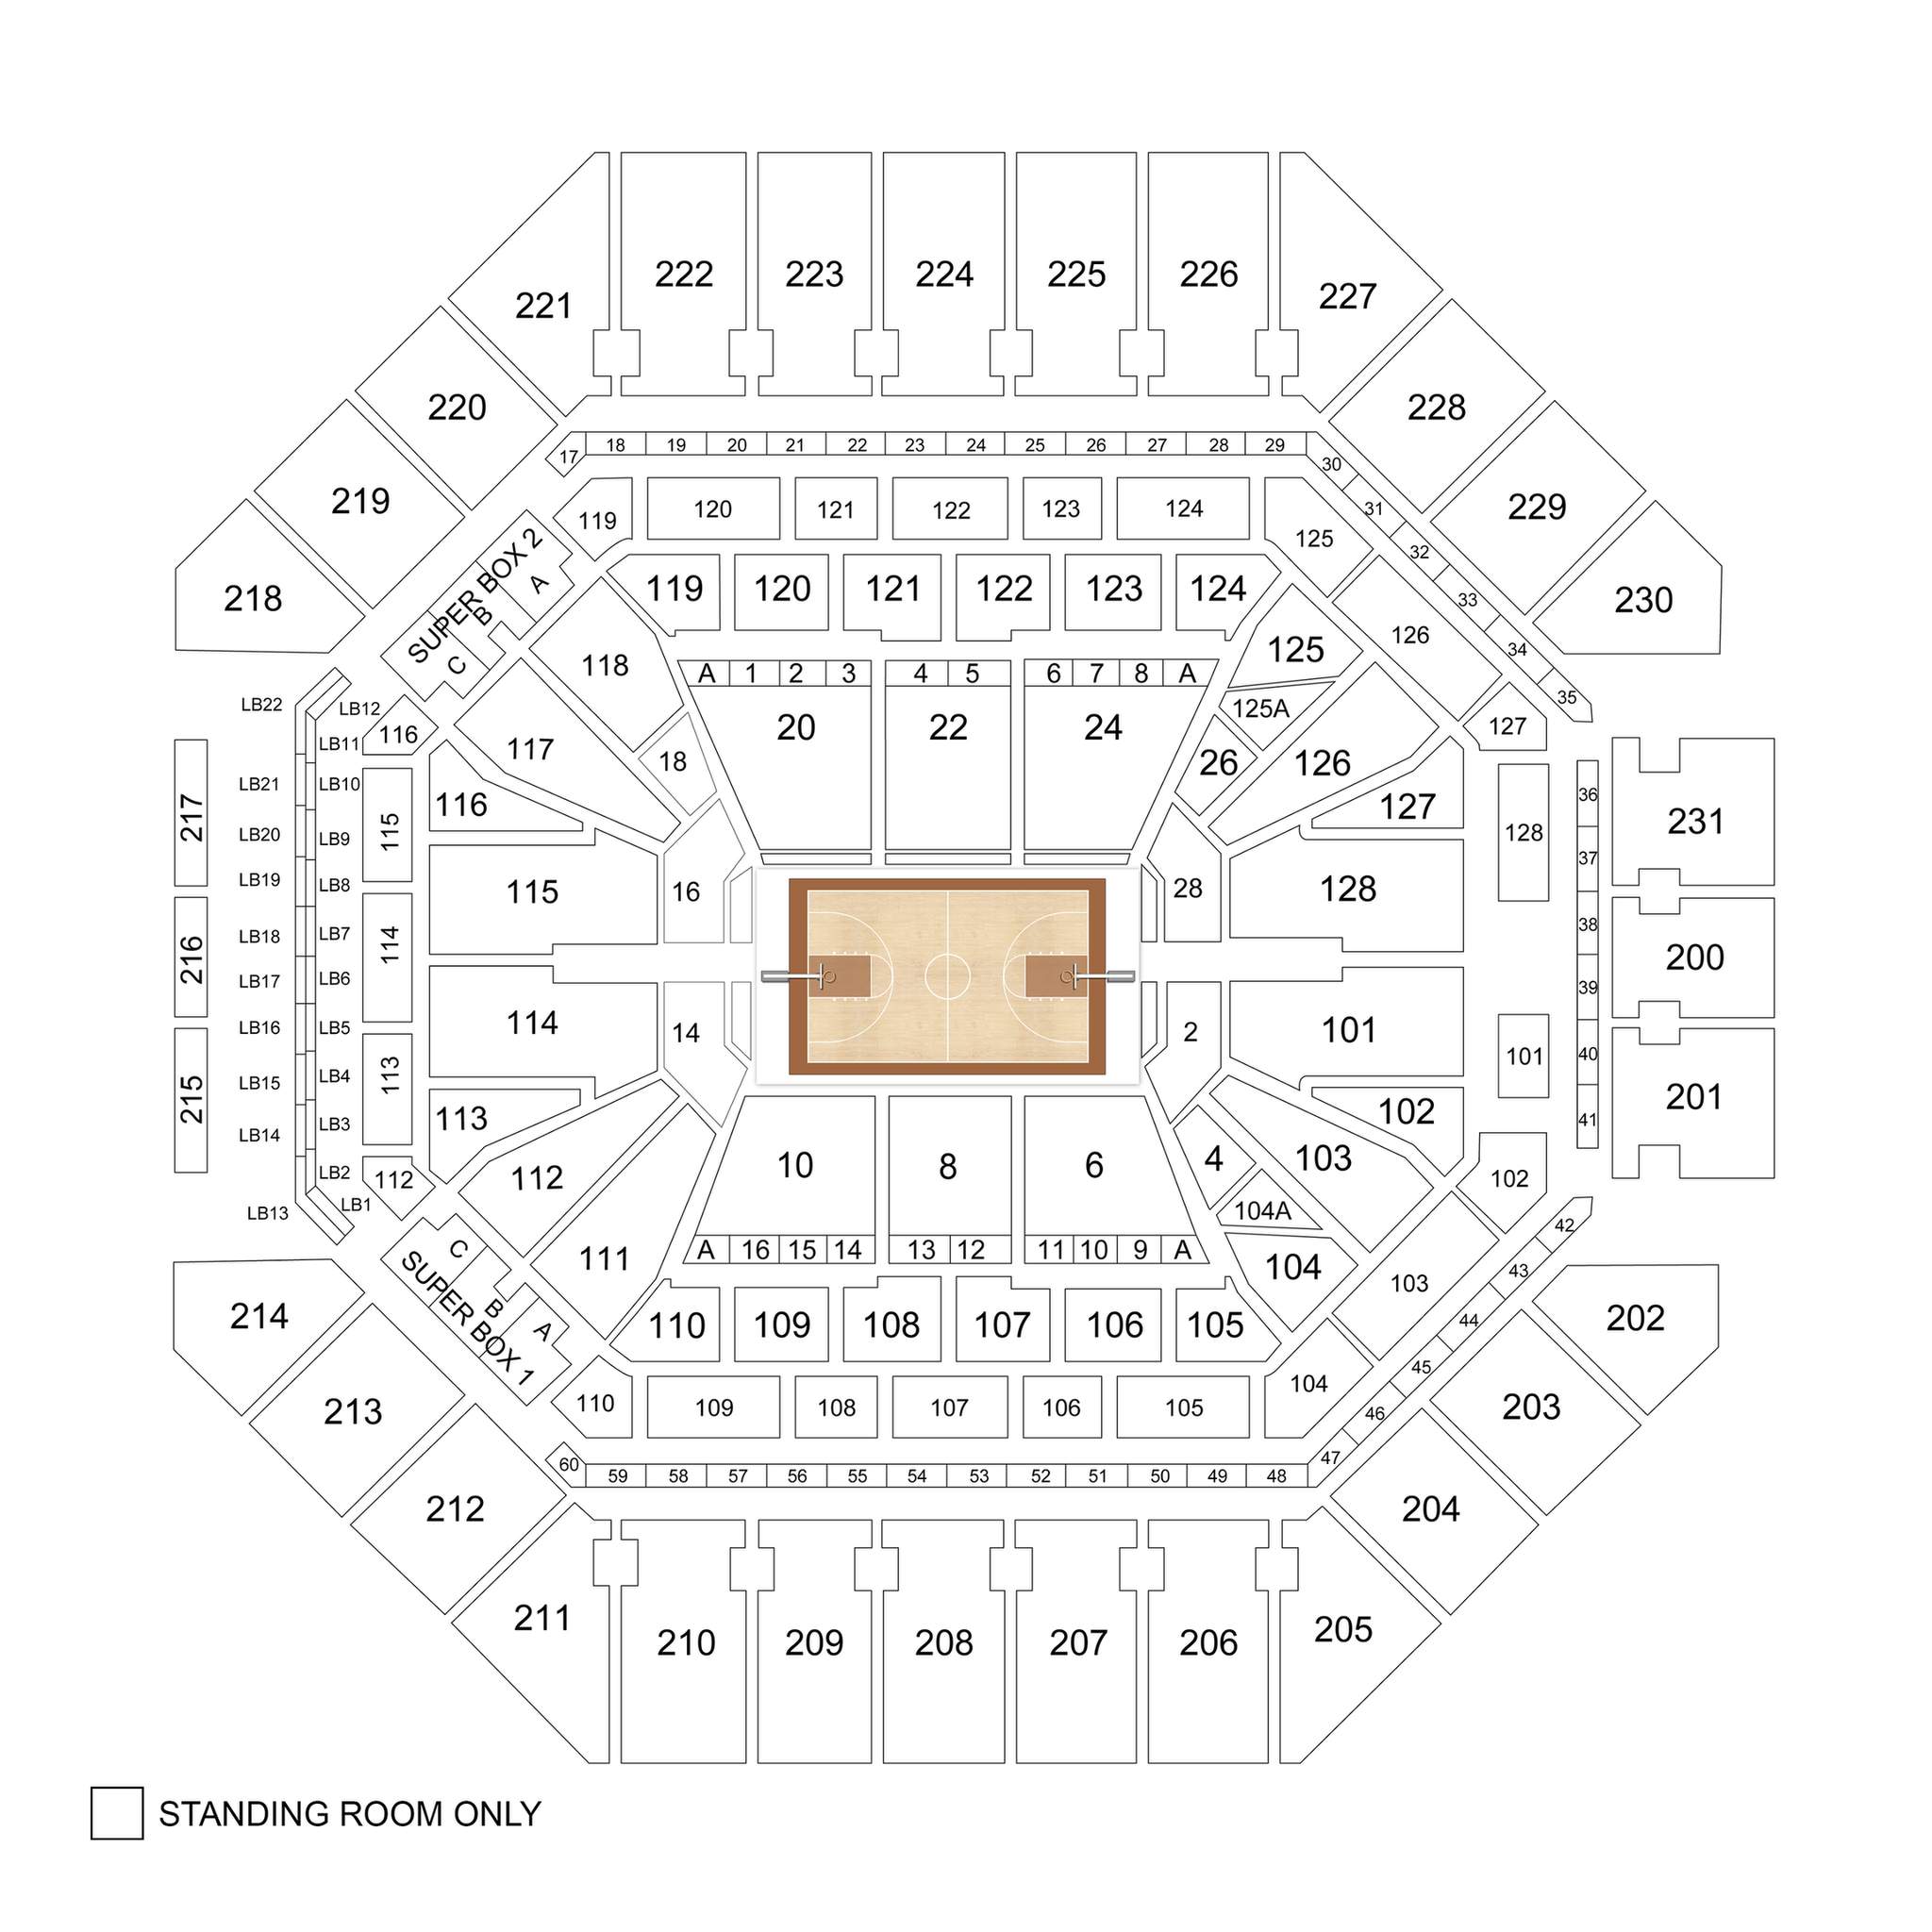 222 223 224 225 226
221 227
220 228
18 19 20 21 22 23 24 25 26 27 28 29
17 30
219 229
119 120 121 122 123 124
125 31
32
218 SUPER BOX 2 230
A
B
C
119 120 121 122 123 124
33
126 34
118 125
A 1 2 3 4 5 6 7 8 A
35
LB22 LB12 125A
116 127
20 22 24
LB11 117 18 26 126
LB21 LB10 36
217 116 127 231
LB20 LB9 115 128
37
LB19 LB8 115 16 28 128
38
LB18 LB7 114
216 200
LB17 LB6 39
LB16 LB5 114 14 2 101
40
215 LB15 LB4 113 101 201
LB14 LB3 113 102 41
10 8 6
LB2 112 112 4 103 102
LB13 LB1 104A 42
C
B
A
SUPER BOX 1
111 104
A 16 15 14 13 12 11 10 9 A
43
103
214 44 202
110 109 108 107 106 105
45
104
213 110 109 108 107 106 105 46 203
47
60 59 58 57 56 55 54 53 52 51 50 49 48
212 204
211 205
210 209 208 207 206
STANDING ROOM ONLY